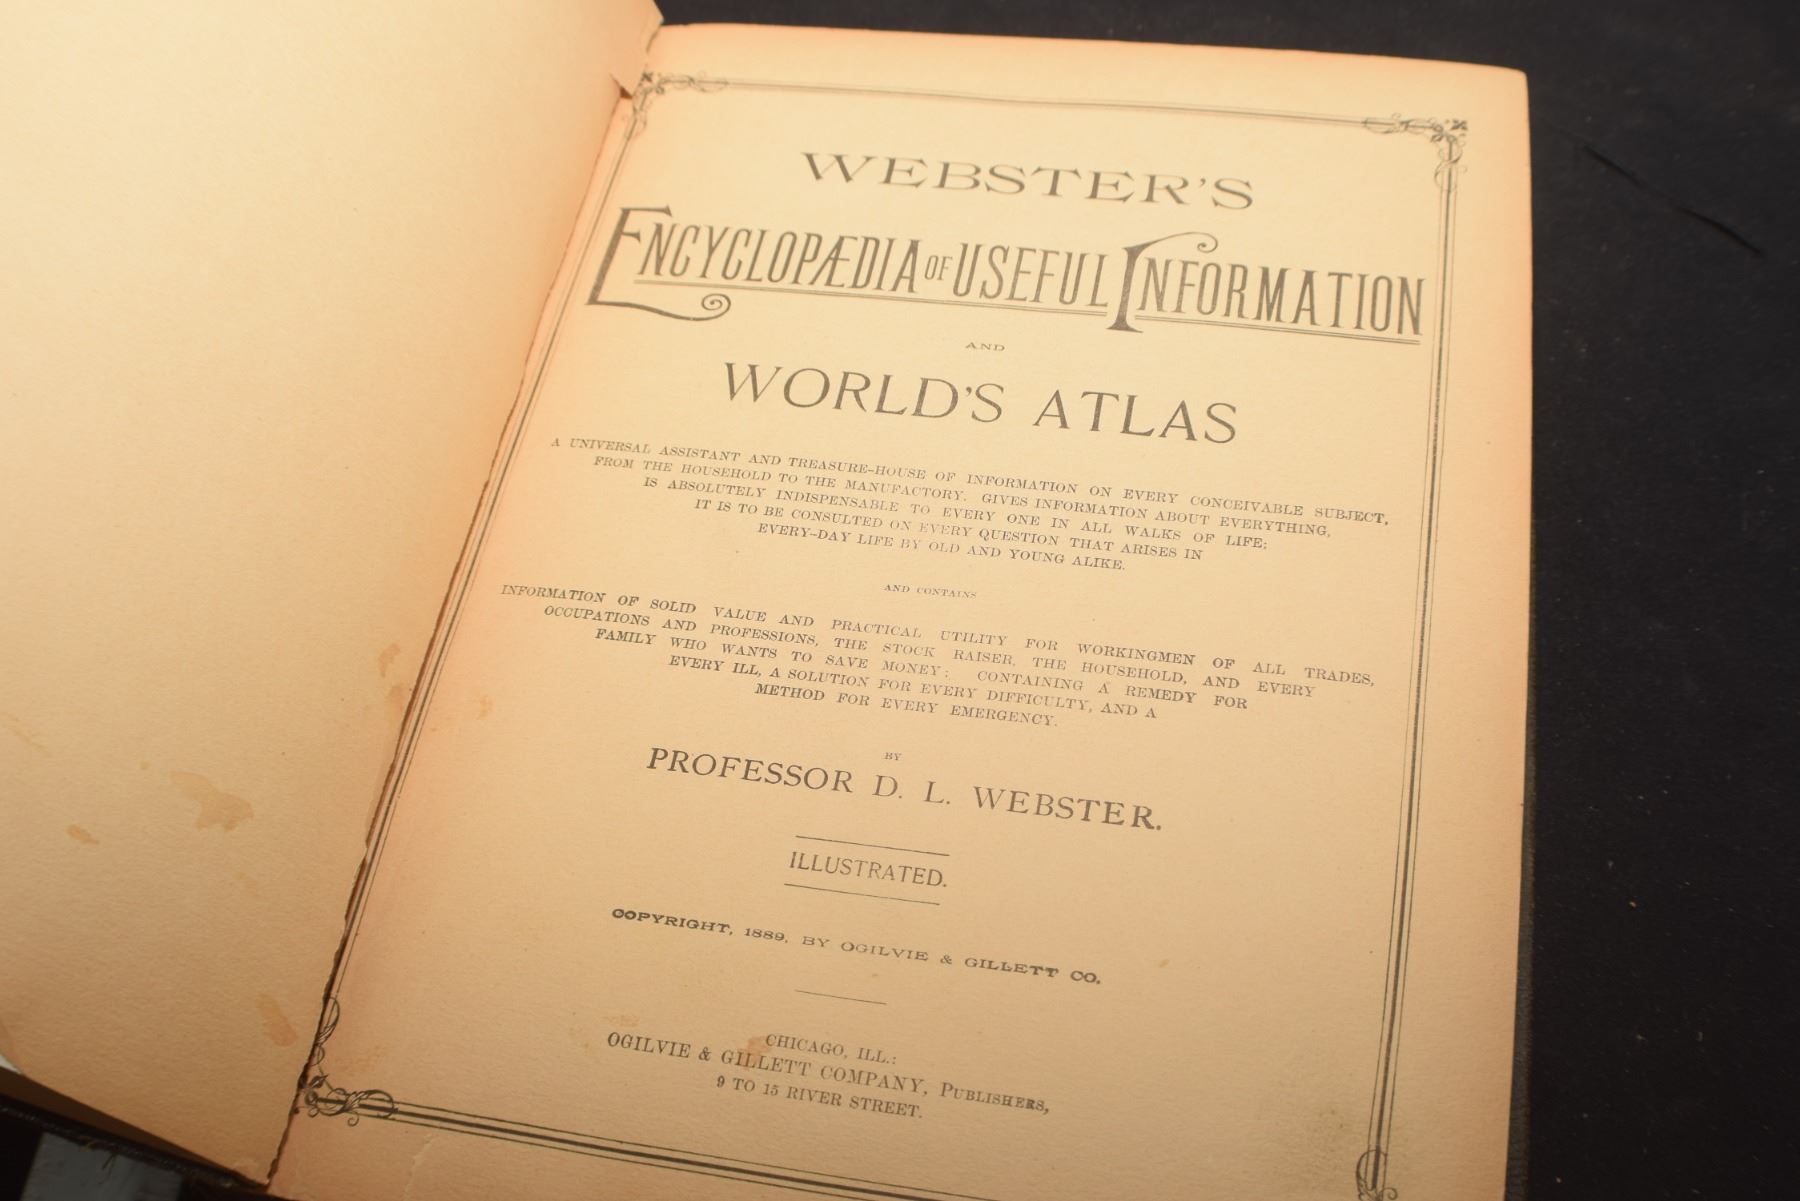 WEBSTER'S
ENCYCLOPÆDIA OF USEFUL INFORMATION
AND
WORLD'S ATLAS
A UNIVERSAL ASSISTANT AND TREASURE-HOUSE OF INFORMATION ON EVERY CONCEIVABLE SUBJECT,
FROM THE HOUSEHOLD TO THE MANUFACTORY. GIVES INFORMATION ABOUT EVERYTHING,
IS ABSOLUTELY INDISPENSABLE TO EVERY ONE IN ALL WALKS OF LIFE;
IT IS TO BE CONSULTED ON EVERY QUESTION THAT ARISES IN
EVERY-DAY LIFE BY OLD AND YOUNG ALIKE.
AND CONTAINS
INFORMATION OF SOLID VALUE AND PRACTICAL UTILITY FOR WORKINGMEN OF ALL TRADES,
OCCUPATIONS AND PROFESSIONS, THE STOCK RAISER, THE HOUSEHOLD, AND EVERY
FAMILY WHO WANTS TO SAVE MONEY: CONTAINING A REMEDY FOR
EVERY ILL, A SOLUTION FOR EVERY DIFFICULTY, AND A
METHOD FOR EVERY EMERGENCY.
BY
PROFESSOR D. L. WEBSTER.
ILLUSTRATED.
COPYRIGHT, 1889, BY OGILVIE & GILLETT CO.
CHICAGO, ILL.:
OGILVIE & GILLETT COMPANY, PUBLISHERS,
9 TO 15 RIVER STREET.